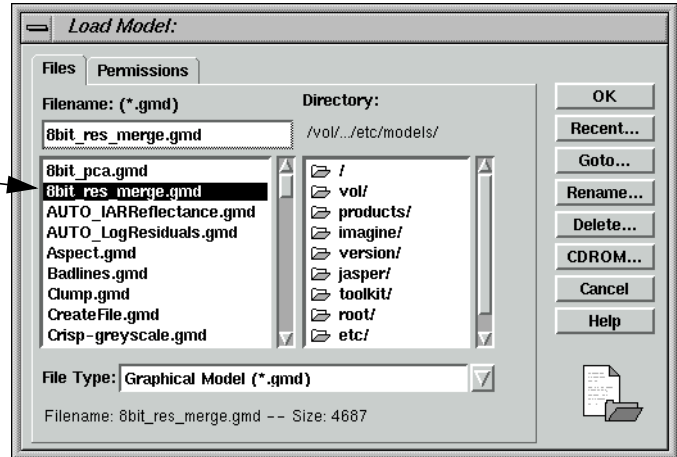 Load Model:
Files
Permissions
Filename: (*.gmd)
8bit_res_merge.gmd
8bit_pca.gmd
8bit_res_merge.gmd
AUTO_IARReflectance.gmd
AUTO_LogResiduals.gmd
Aspect.gmd
Badlines.gmd
Clump.gmd
CreateFile.gmd
Crisp-greyscale.gmd
Directory:
/vol/.../etc/models/
/
vol/
products/
imagine/
version/
jasper/
toolkit/
root/
etc/
File Type: Graphical Model (*.gmd)
Filename: 8bit_res_merge.gmd -- Size: 4687
OK
Recent...
Goto...
Rename...
Delete...
CDROM...
Cancel
Help